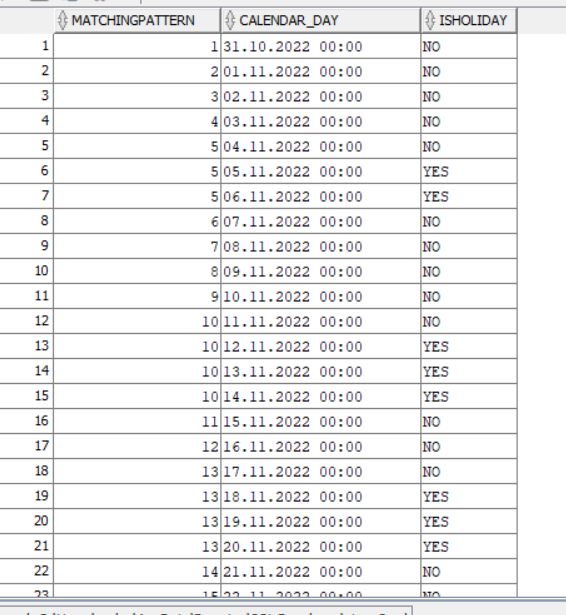 MATCHINGPATTERN CALENDAR_DAY ISHOLIDAY
1 1 31.10.2022 00:00 NO
2 2 01.11.2022 00:00 NO
3 3 02.11.2022 00:00 NO
4 4 03.11.2022 00:00 NO
5 5 04.11.2022 00:00 NO
6 5 05.11.2022 00:00 YES
7 5 06.11.2022 00:00 YES
8 6 07.11.2022 00:00 NO
9 7 08.11.2022 00:00 NO
10 8 09.11.2022 00:00 NO
11 9 10.11.2022 00:00 NO
12 10 11.11.2022 00:00 NO
13 10 12.11.2022 00:00 YES
14 10 13.11.2022 00:00 YES
15 10 14.11.2022 00:00 YES
16 11 15.11.2022 00:00 NO
17 12 16.11.2022 00:00 NO
18 13 17.11.2022 00:00 NO
19 13 18.11.2022 00:00 YES
20 13 19.11.2022 00:00 YES
21 13 20.11.2022 00:00 YES
22 14 21.11.2022 00:00 NO
23 15 22.11.2022 00:00 NO